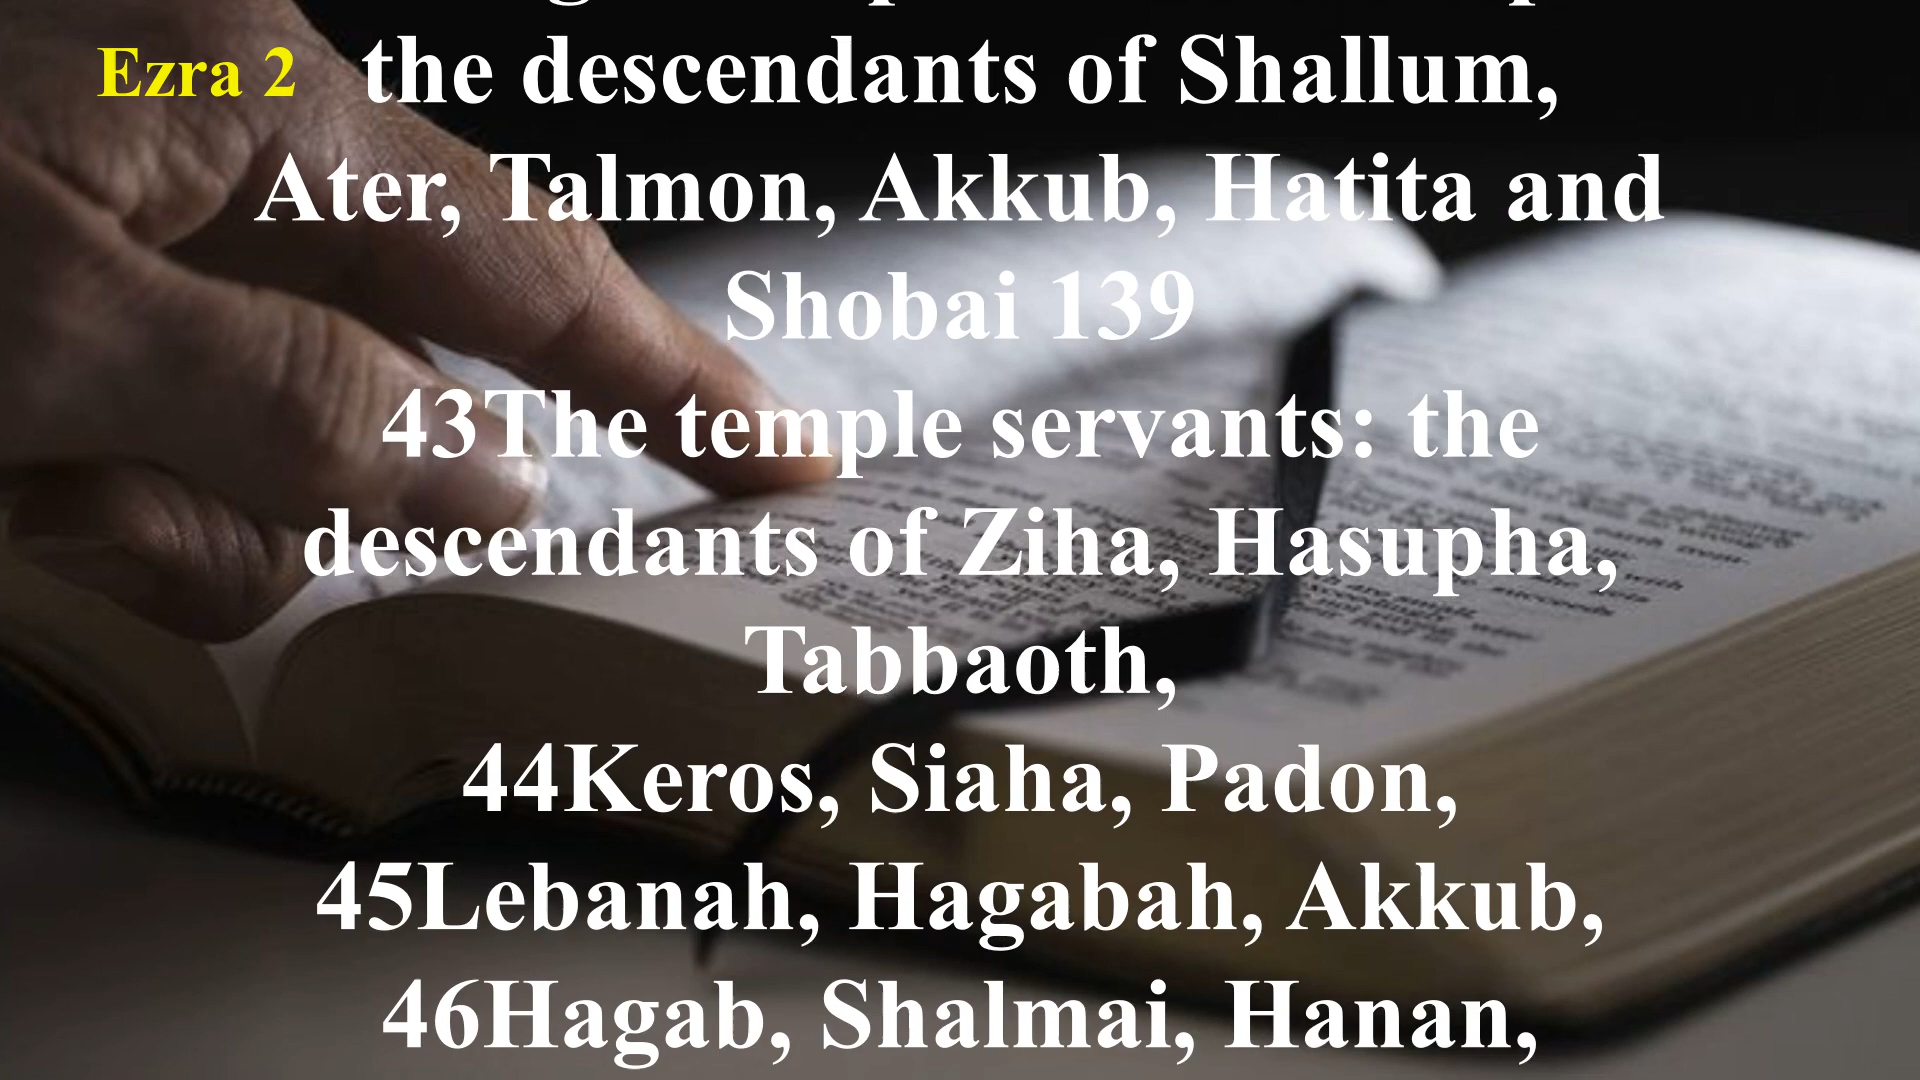 Ezra 2
the descendants of Shallum,
Ater, Talmon, Akkub, Hatita and
Shobai 139
43The temple servants: the
descendants of Ziha, Hasupha,
Tabbaoth,
44Keros, Siaha, Padon,
45Lebanah, Hagabah, Akkub,
46Hagab, Shalmai, Hanan,